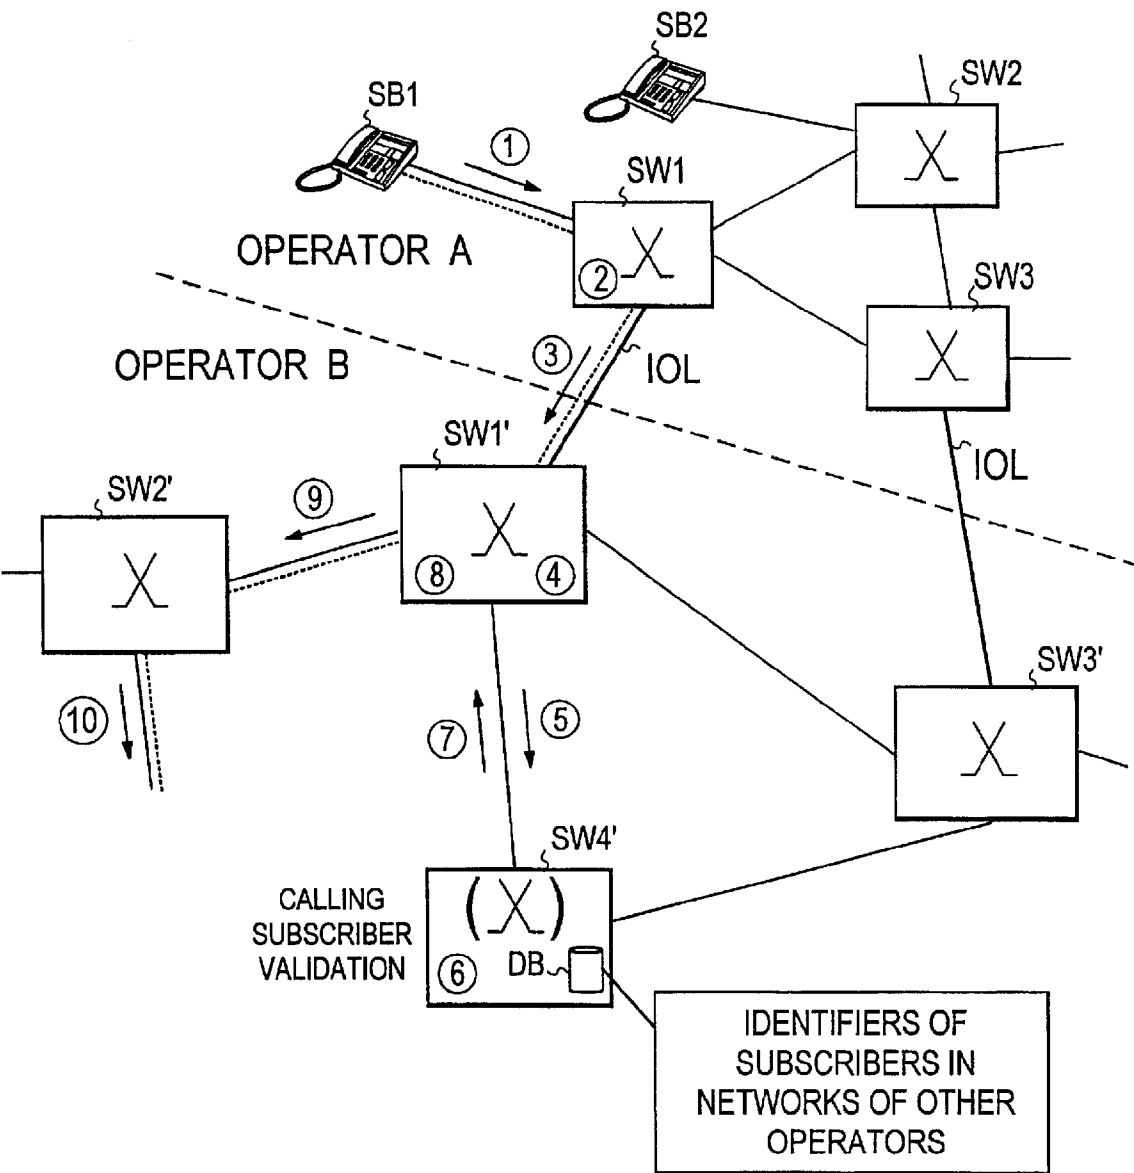 SB2
SW2
SB1
①
SW1
OPERATOR A
②
SW3
OPERATOR B
③
IOL
SW1'
IOL
SW2'
⑨
⑧
④
SW3'
⑩
⑦
⑤
SW4'
CALLING
SUBSCRIBER
VALIDATION
( )
DB
⑥
IDENTIFIERS OF
SUBSCRIBERS IN
NETWORKS OF OTHER
OPERATORS